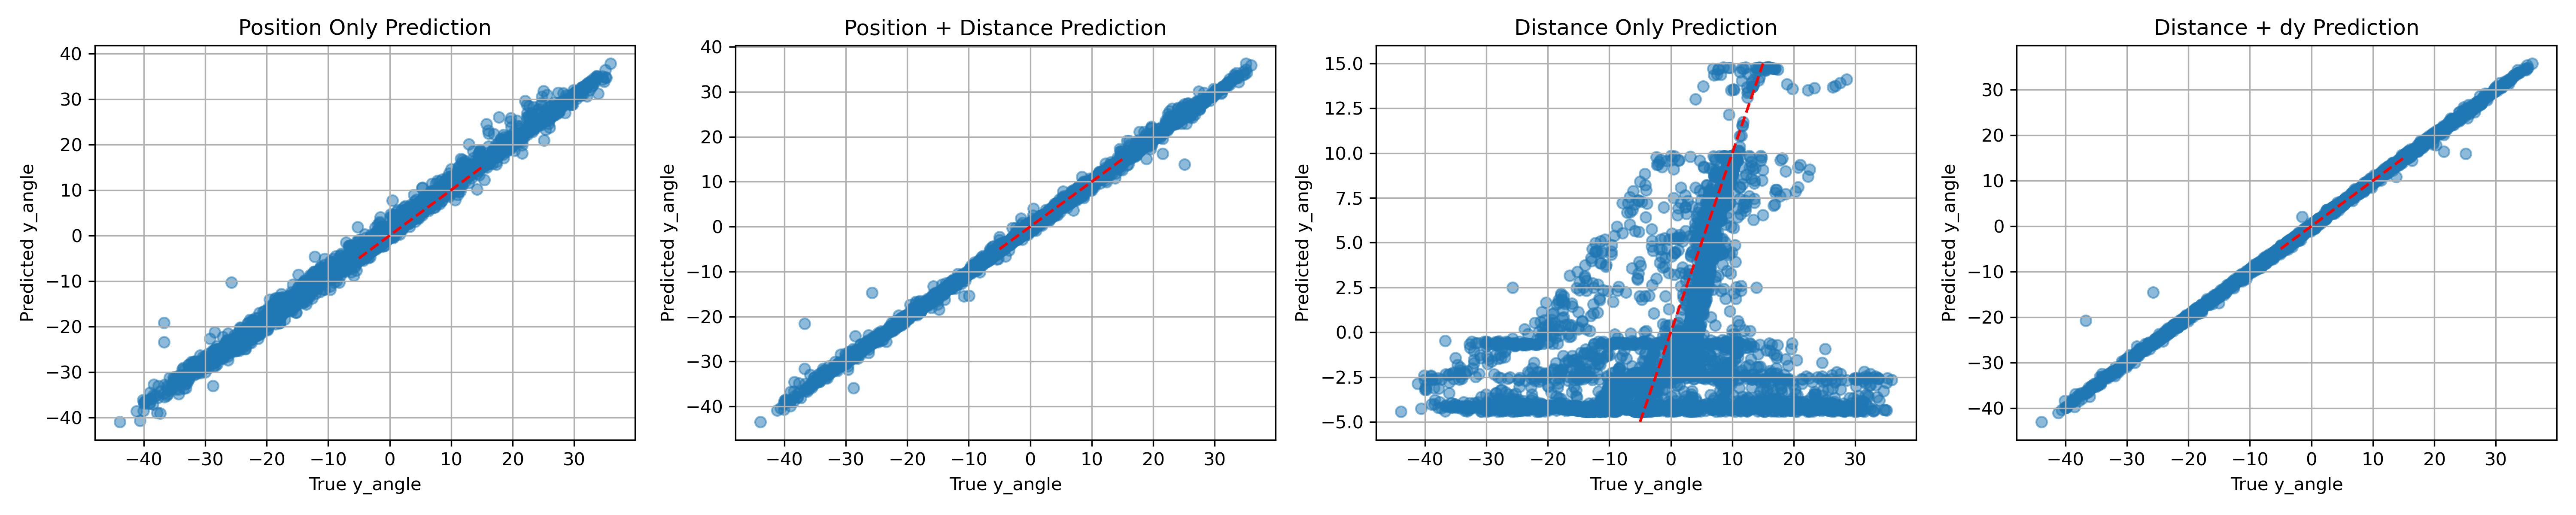 Position Only Prediction
40
30
20
10
0
−10
−20
−30
−40
Predicted y_angle
−40 −30 −20 −10 0 10 20 30
True y_angle
Position + Distance Prediction
40
30
20
10
0
−10
−20
−30
−40
Predicted y_angle
−40 −30 −20 −10 0 10 20 30
True y_angle
Distance Only Prediction
15.0
12.5
10.0
7.5
5.0
2.5
0.0
−2.5
−5.0
Predicted y_angle
−40 −30 −20 −10 0 10 20 30
True y_angle
Distance + dy Prediction
30
20
10
0
−10
−20
−30
−40
Predicted y_angle
−40 −30 −20 −10 0 10 20 30
True y_angle